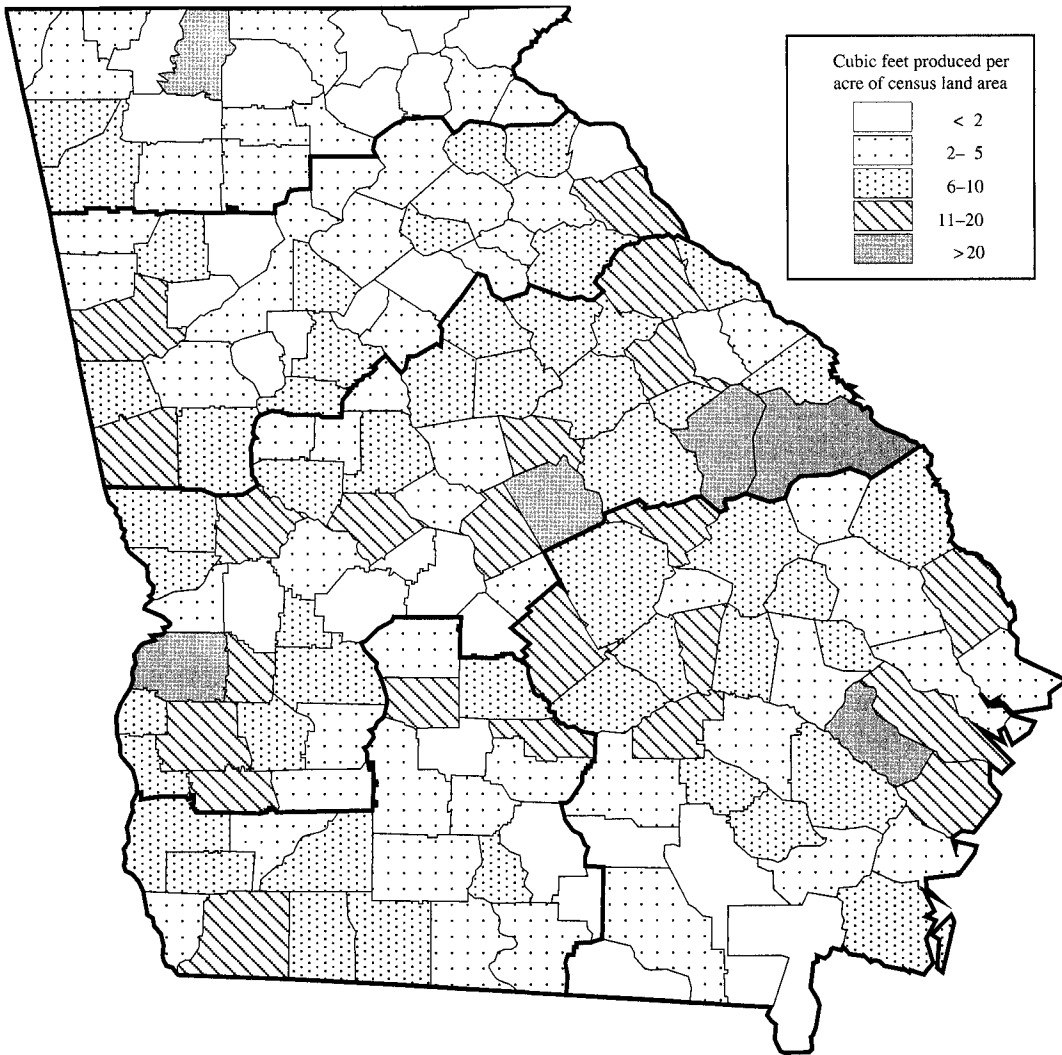 Cubic feet produced per
acre of census land area
< 2
2– 5
6–10
11–20
>20